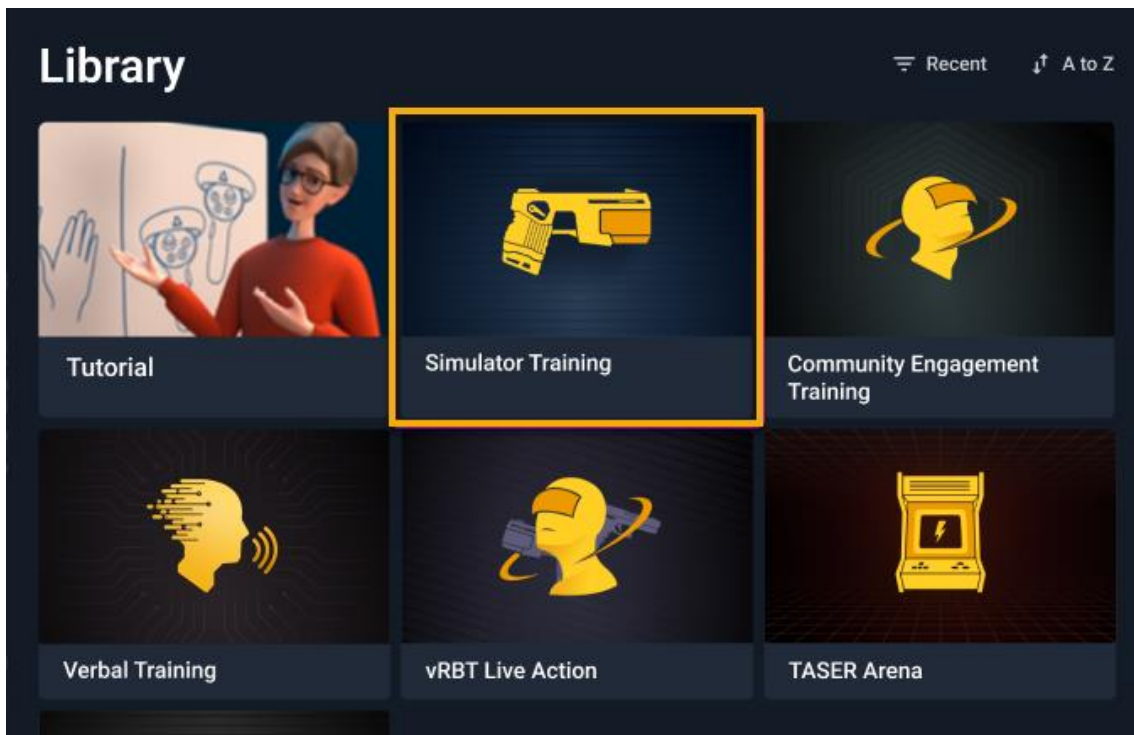 Library
Recent
A to Z
Tutorial
Simulator Training
Community Engagement
Training
Verbal Training
vRBT Live Action
TASER Arena